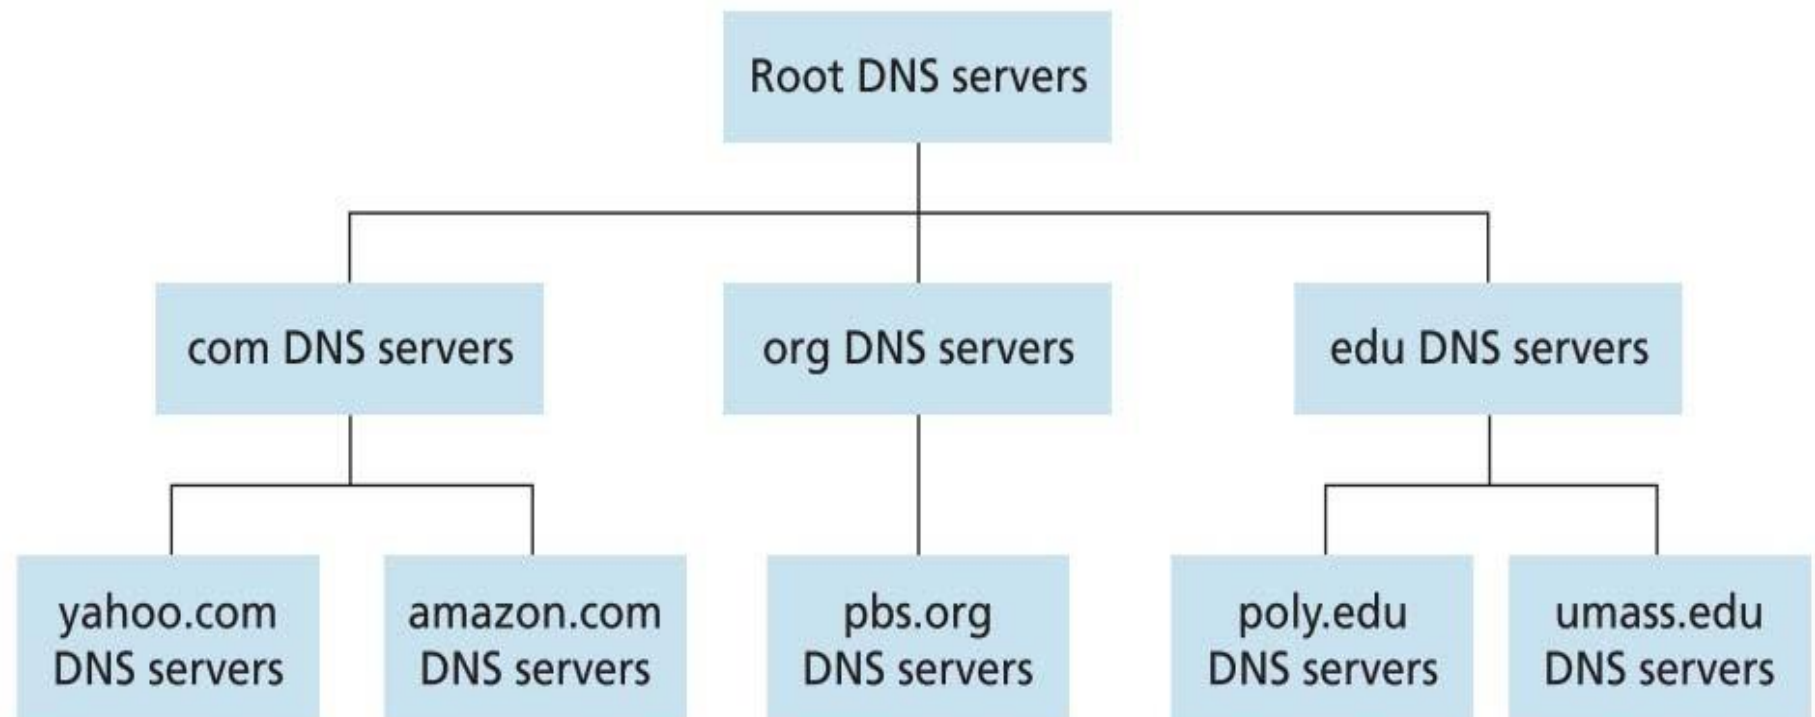 Root DNS servers
com DNS servers
org DNS servers
edu DNS servers
yahoo.com
DNS servers
amazon.com
DNS servers
pbs.org
DNS servers
poly.edu
DNS servers
umass.edu
DNS servers